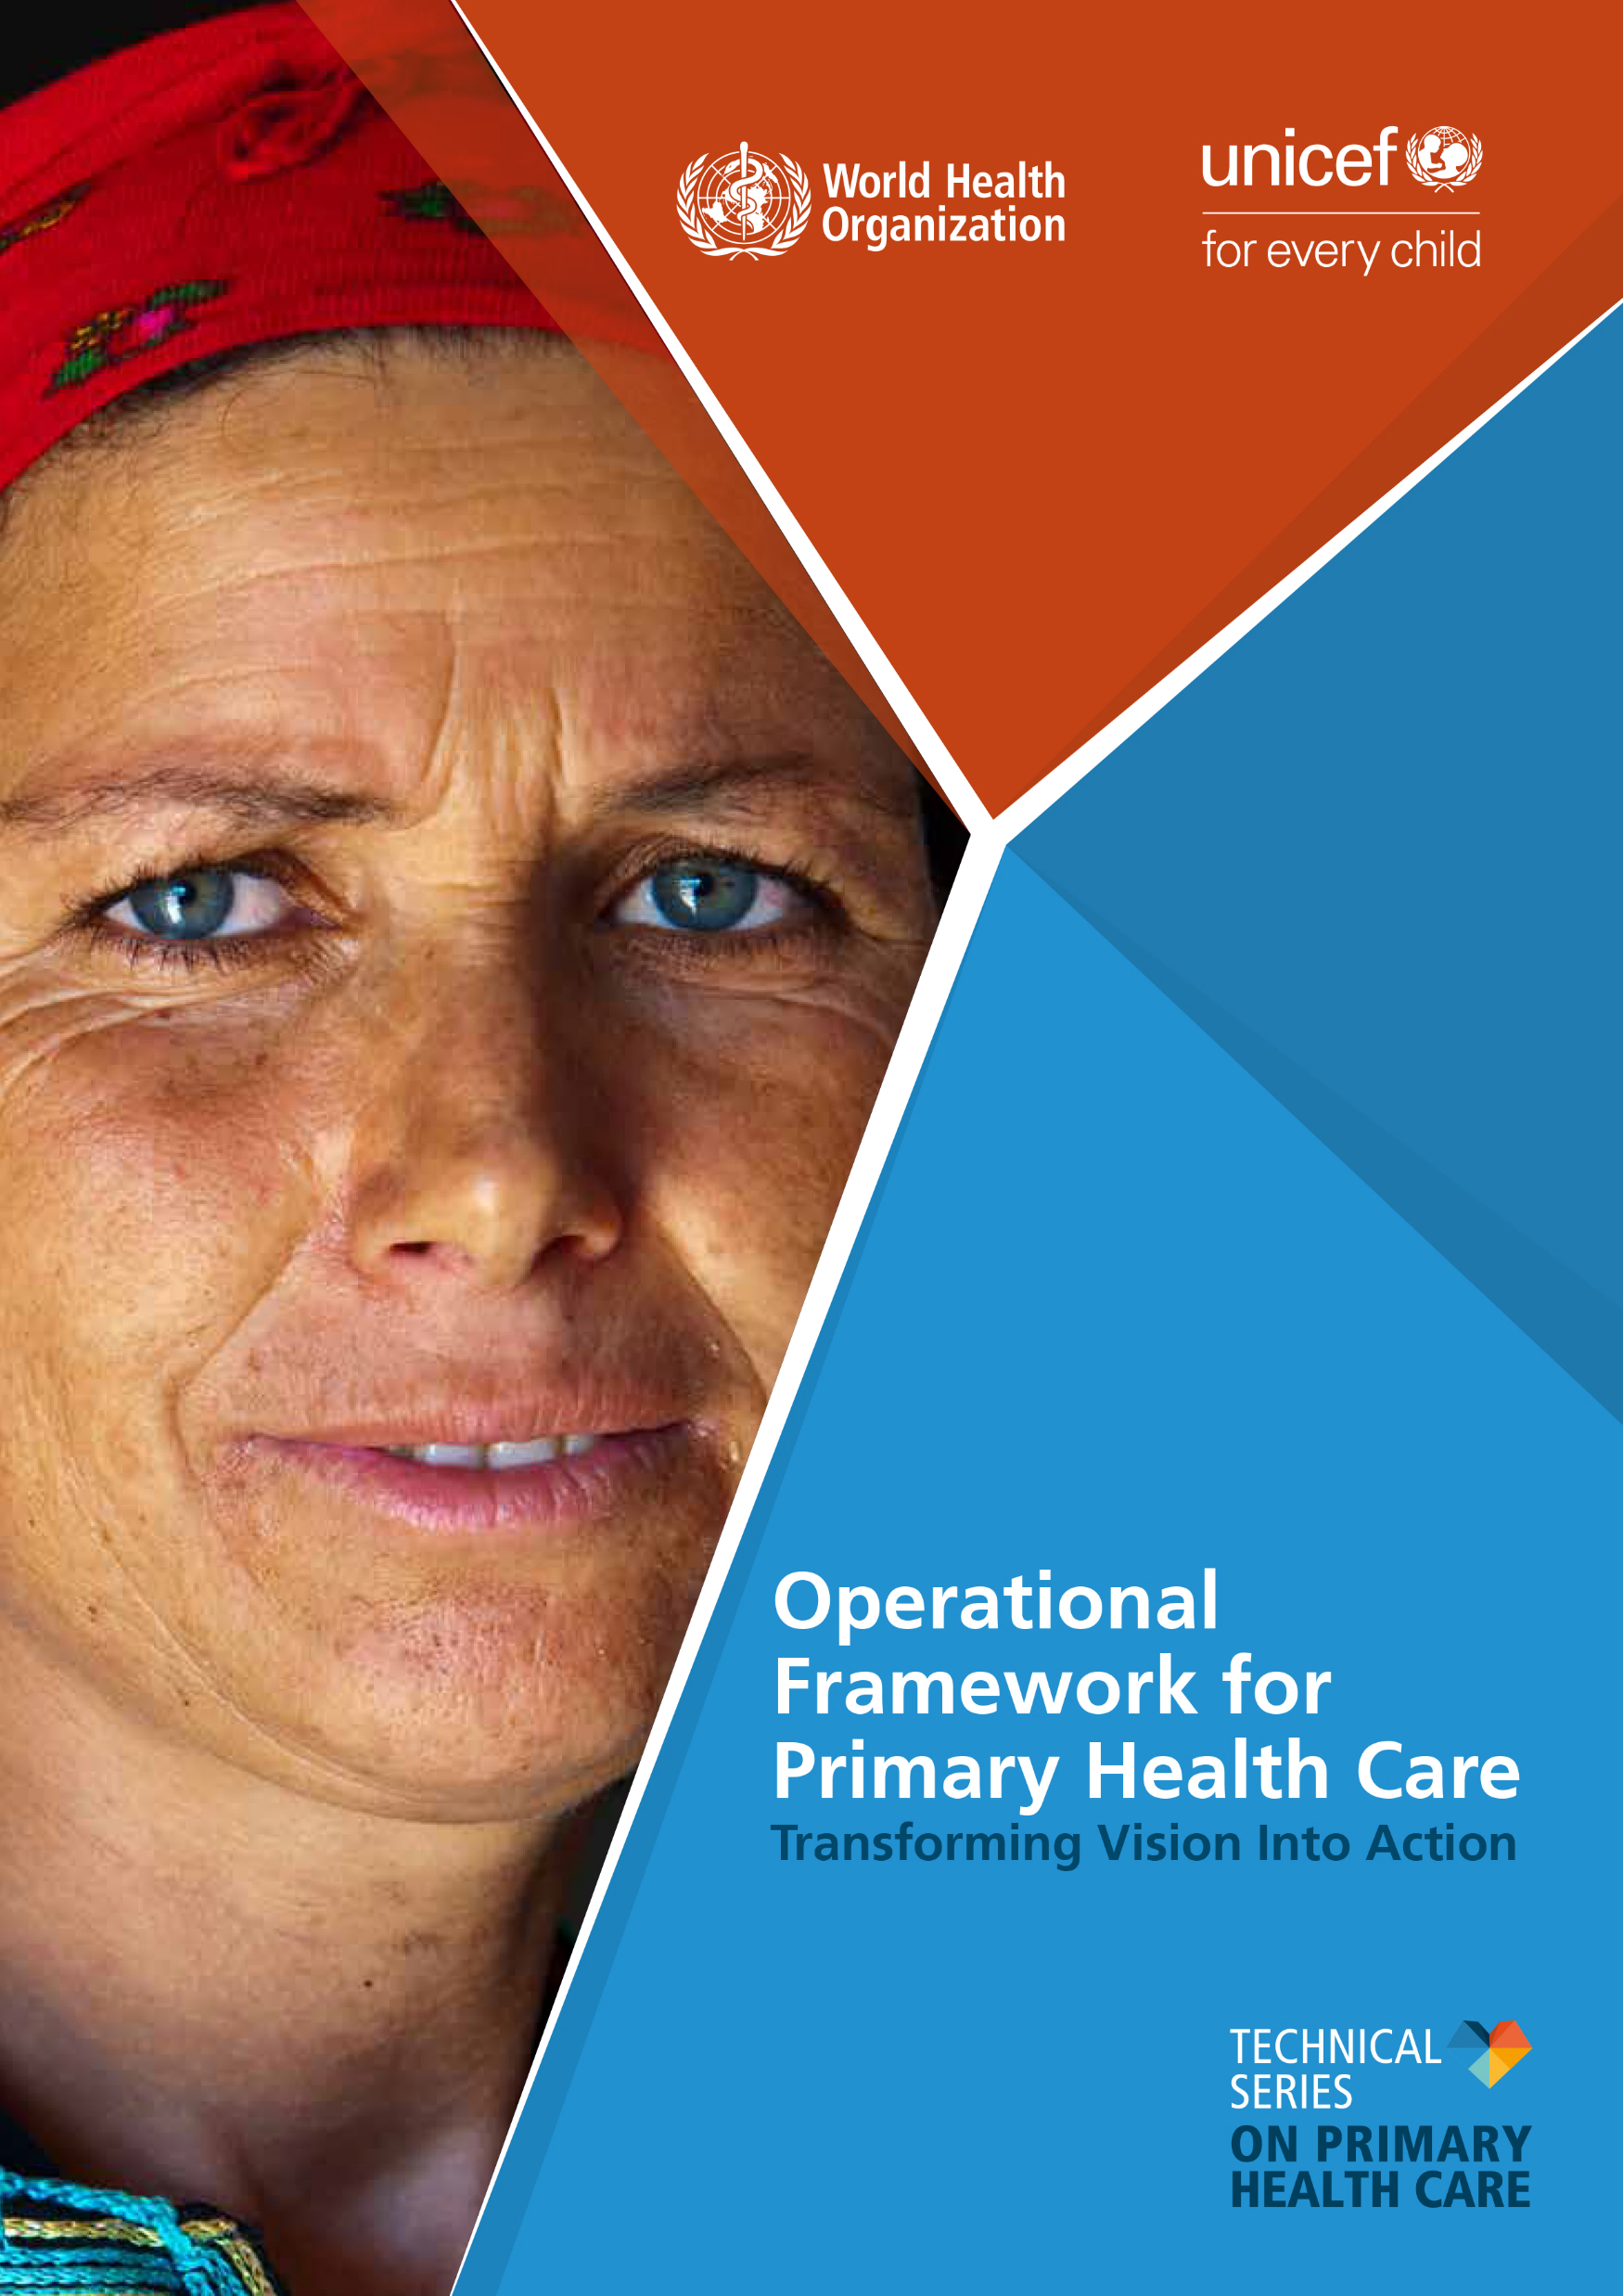 World Health
Organization
unicef
for every child
Operational
Framework for
Primary Health Care
Transforming Vision Into Action
TECHNICAL
SERIES
ON PRIMARY
HEALTH CARE